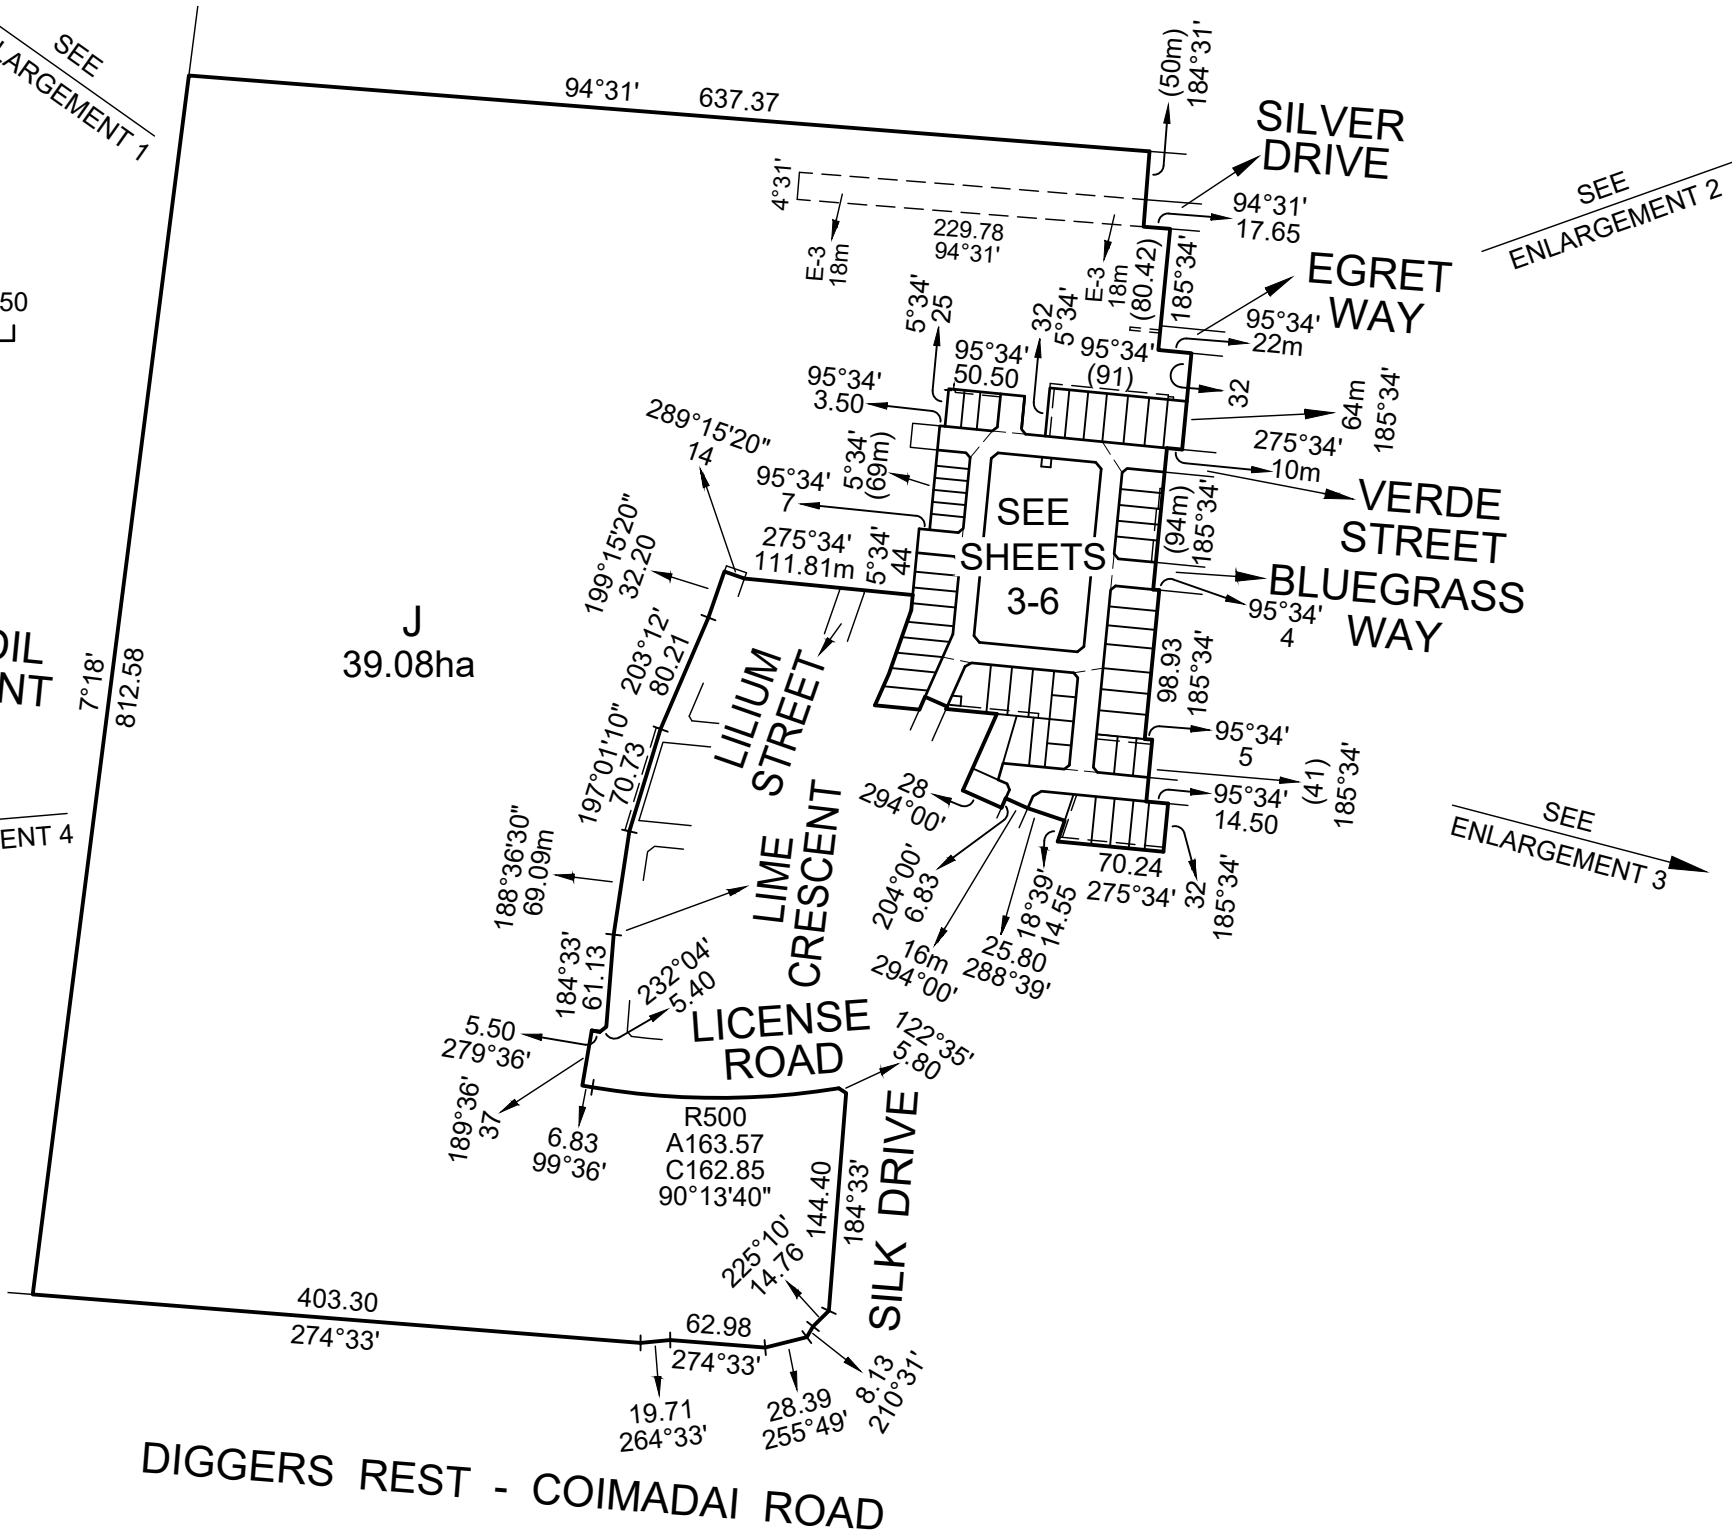 SEE
LARGEMENT 1
94°31'
637.37
(50m)
184°31'
SILVER
DRIVE
94°31'
17.65
SEE
ENLARGEMENT 2
4°31'
E-3
18m
229.78
94°31'
E-3
18m
(80.42)
185°34'
EGRET
WAY
95°34'
22m
50
5°34'
25
32
5°34'
95°34'
50.50
95°34'
(91)
32
64m
185°34'
95°34'
3.50
289°15'20"
14
5°34'
(69m)
275°34'
10m
95°34'
7
VERDE
STREET
(94m)
185°34'
SEE
SHEETS
3-6
199°15'20"
32.20
275°34'
111.81m
5°34'
44
BLUEGRASS
WAY
95°34'
4
J
39.08ha
OIL
NT
7°18'
812.58
203°12'
80.21
LILIUM
STREET
98.93
185°34'
95°34'
5
(41)
185°34'
197°01'10"
70.73
28
294°00'
95°34'
14.50
SEE
ENLARGEMENT 3
ENT 4
188°36'30"
69.09m
LIME
CRESCENT
204°00'
6.83
16m
294°00'
25.80
288°39'
18°39'
14.55
70.24
275°34'
32
185°34'
184°33'
61.13
232°04'
5.40
5.50
279°36'
LICENSE
ROAD
122°35'
5.80
189°36'
37
6.83
99°36'
R500
A163.57
C162.85
90°13'40"
144.40
184°33'
SILK DRIVE
225°10'
14.76
403.30
274°33'
62.98
274°33'
8.13
210°31'
19.71
264°33'
28.39
255°49'
DIGGERS REST - COIMADAI ROAD